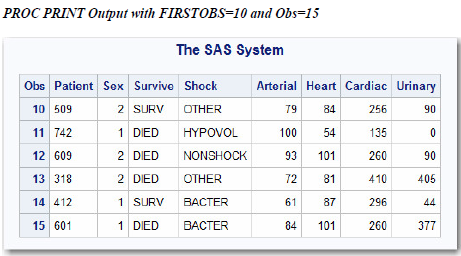 PROC PRINT Output with FIRSTOBS=10 and Obs=15
The SAS System
Obs Patient Sex Survive Shock Arterial Heart Cardiac Urinary
10 509 2 SURV OTHER 79 84 256 90
11 742 1 DIED HYPOVOL 100 54 135 0
12 609 2 DIED NONSHOCK 93 101 260 90
13 318 2 DIED OTHER 72 81 410 405
14 412 1 SURV BACTER 61 87 296 44
15 601 1 DIED BACTER 84 101 260 377